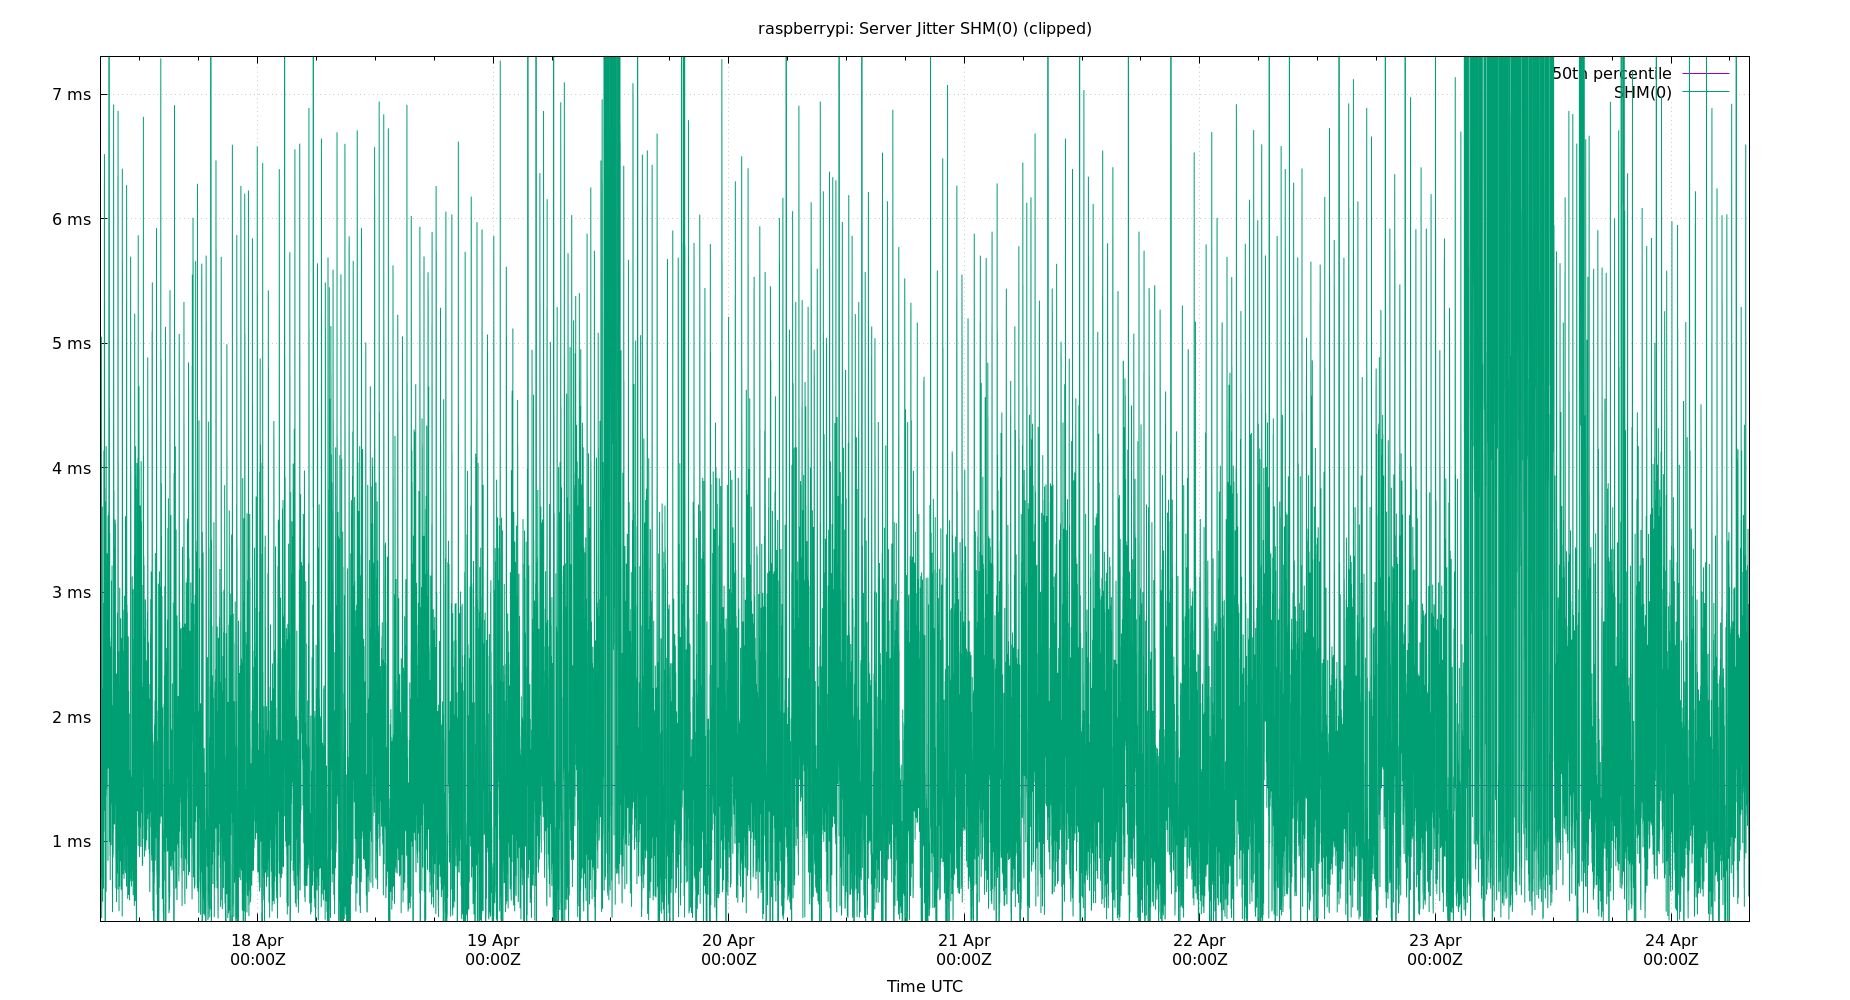 raspberrypi: Server Jitter SHM(0) (clipped)
50th percentile
SHM(0)
7 ms
6 ms
5 ms
4 ms
3 ms
2 ms
1 ms
18 Apr
00:00Z
19 Apr
00:00Z
20 Apr
00:00Z
21 Apr
00:00Z
22 Apr
00:00Z
23 Apr
00:00Z
24 Apr
00:00Z
Time UTC